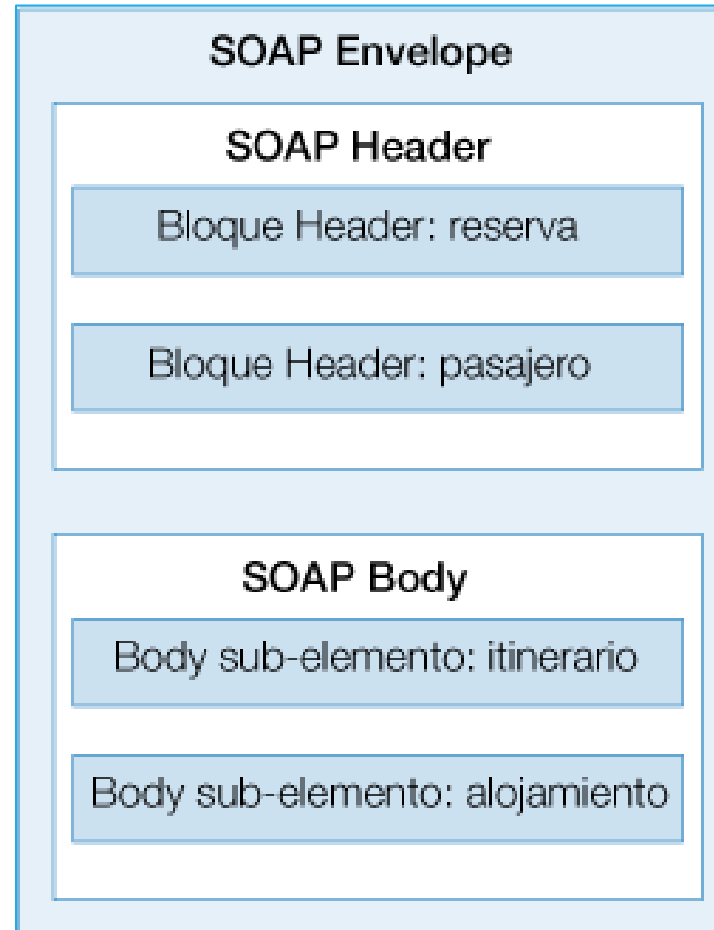 SOAP Envelope
SOAP Header
Bloque Header: reserva
Bloque Header: pasajero
SOAP Body
Body sub-elemento: itinerario
Body sub-elemento: alojamiento